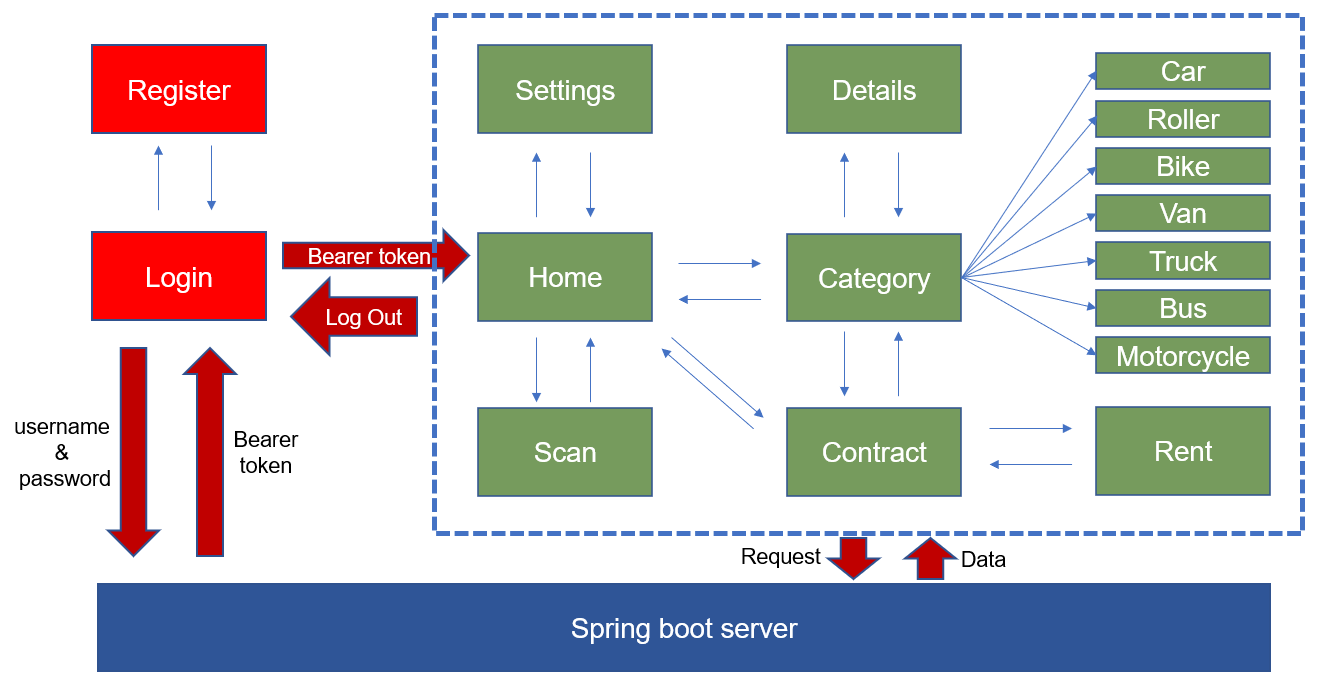 Register
Settings
Details
Car
Roller
Bike
Van
Truck
Bus
Motorcycle
Login
Bearer token
Log Out
Home
Category
username
&
password
Bearer
token
Scan
Contract
Rent
Request
Data
Spring boot server